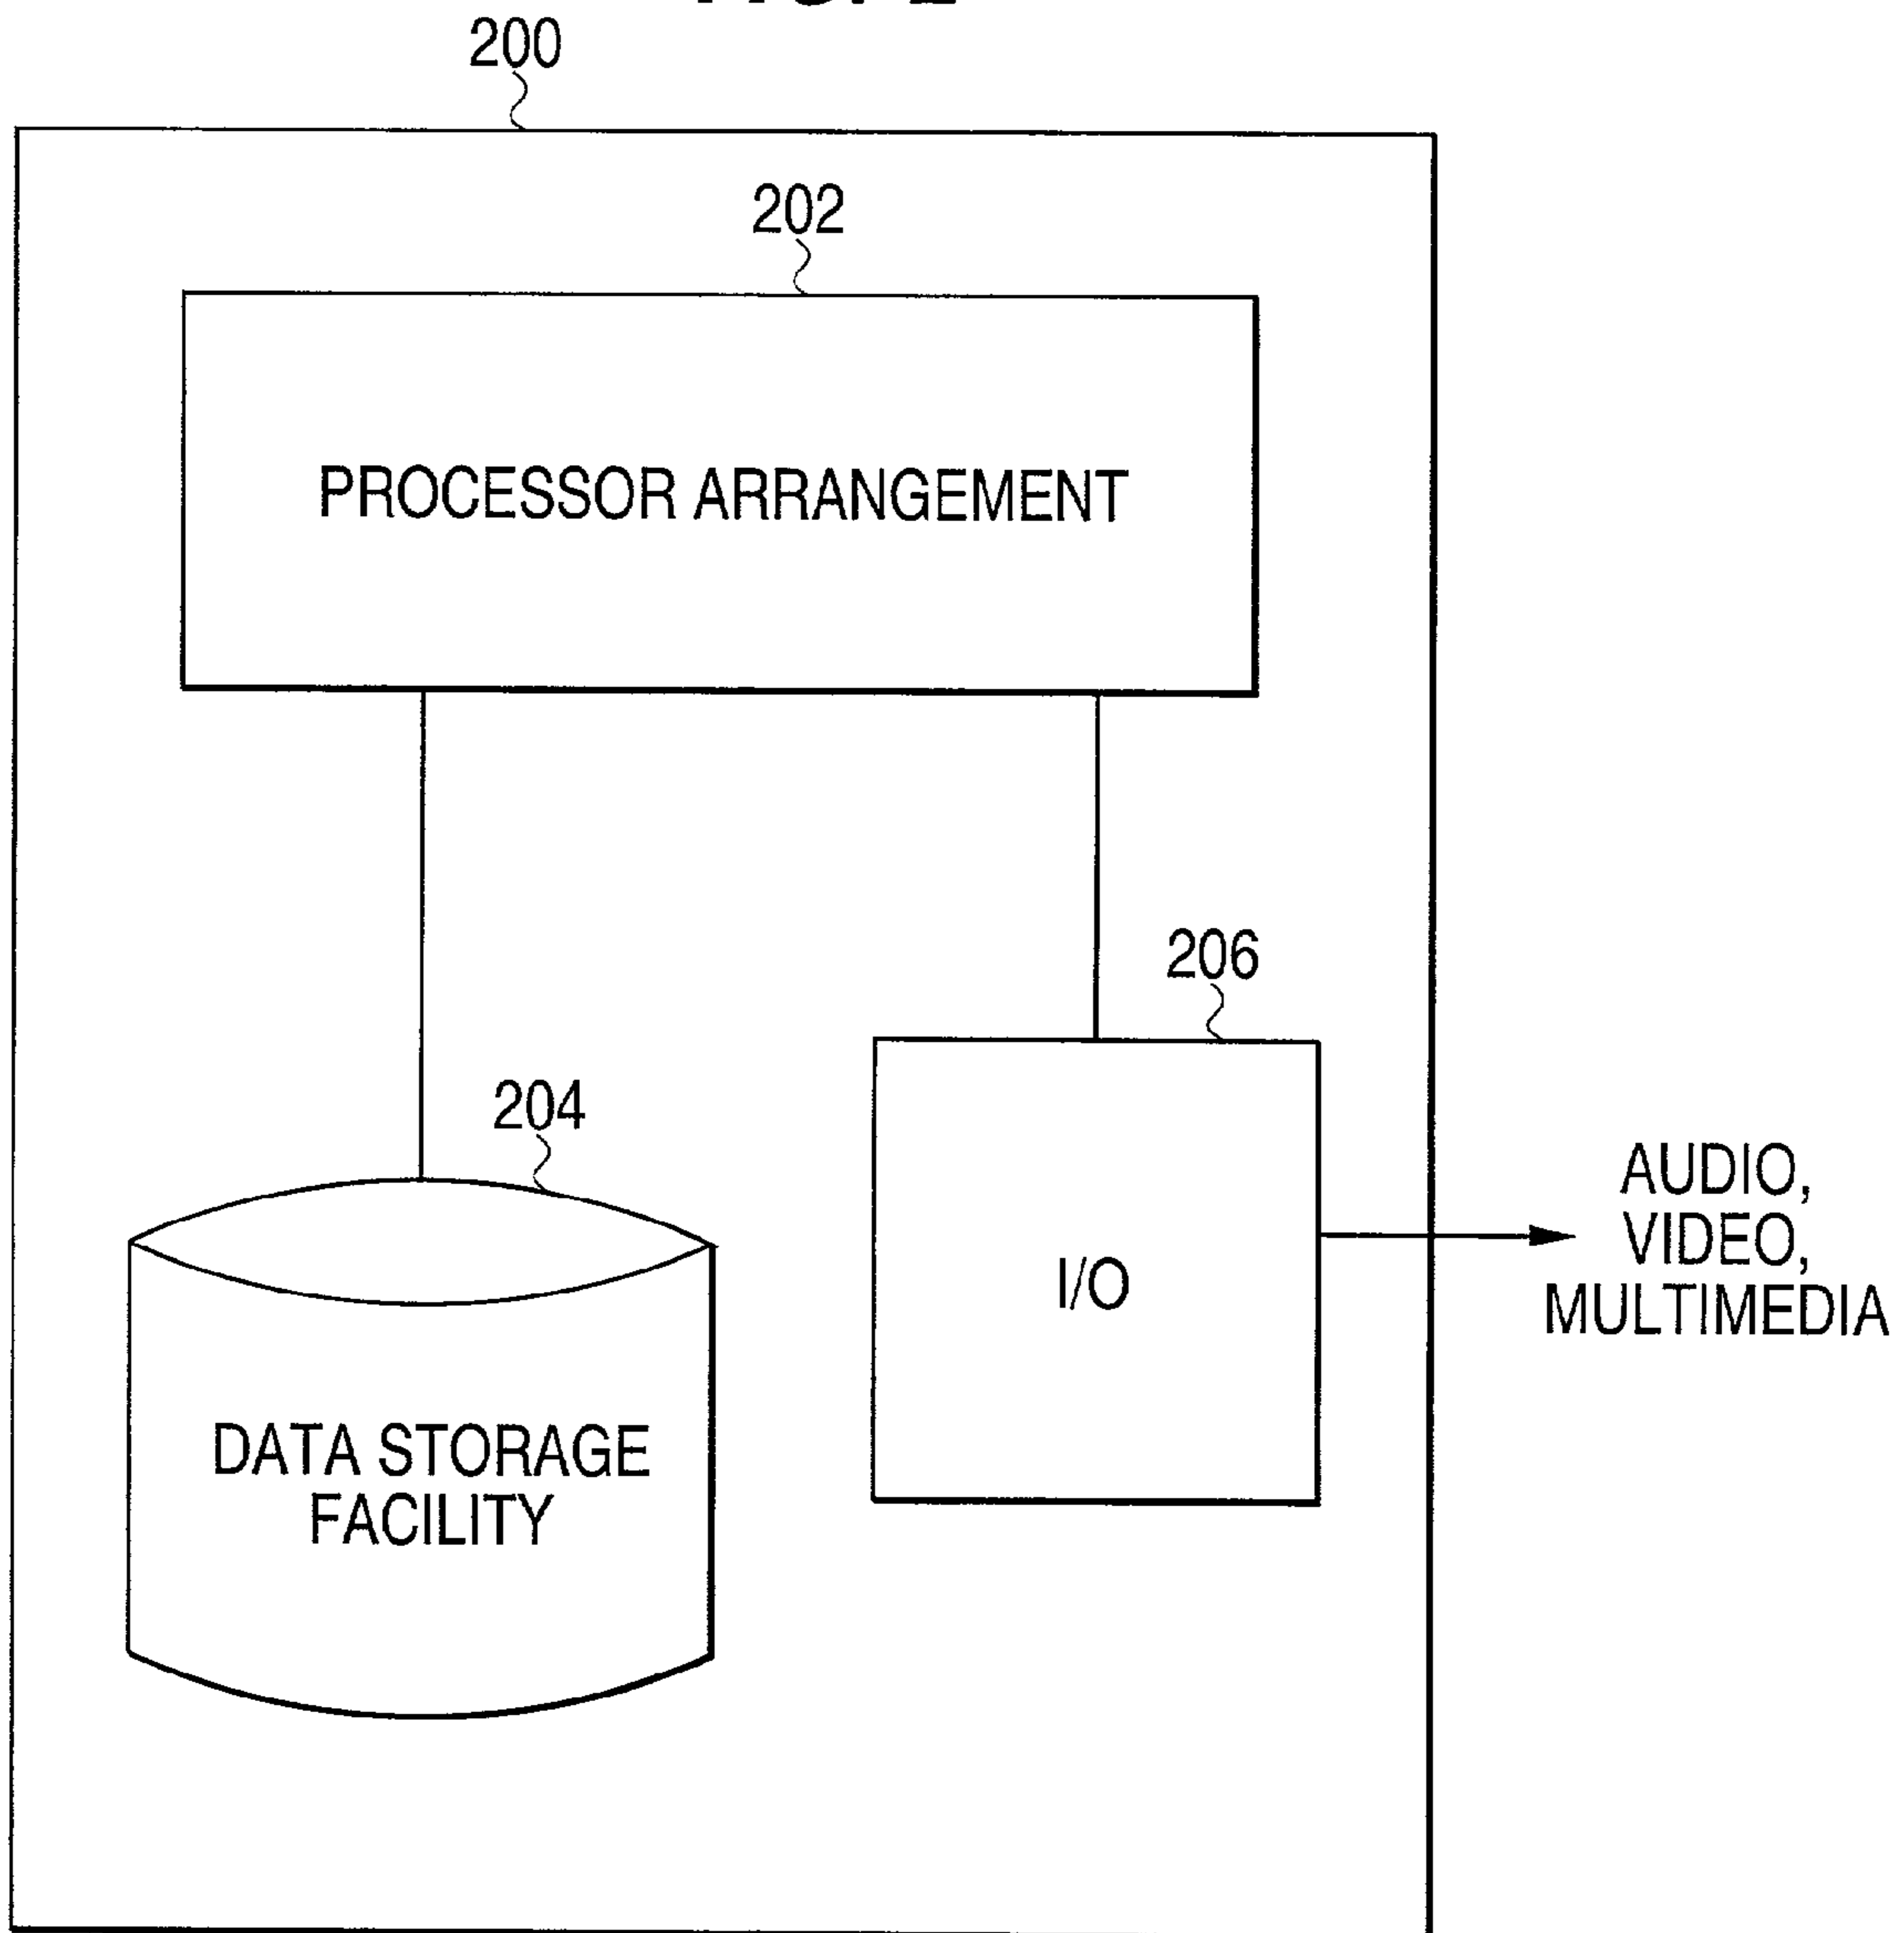 200
202
PROCESSOR ARRANGEMENT
206
204
AUDIO,
VIDEO,
MULTIMEDIA
I/O
DATA STORAGE
FACILITY